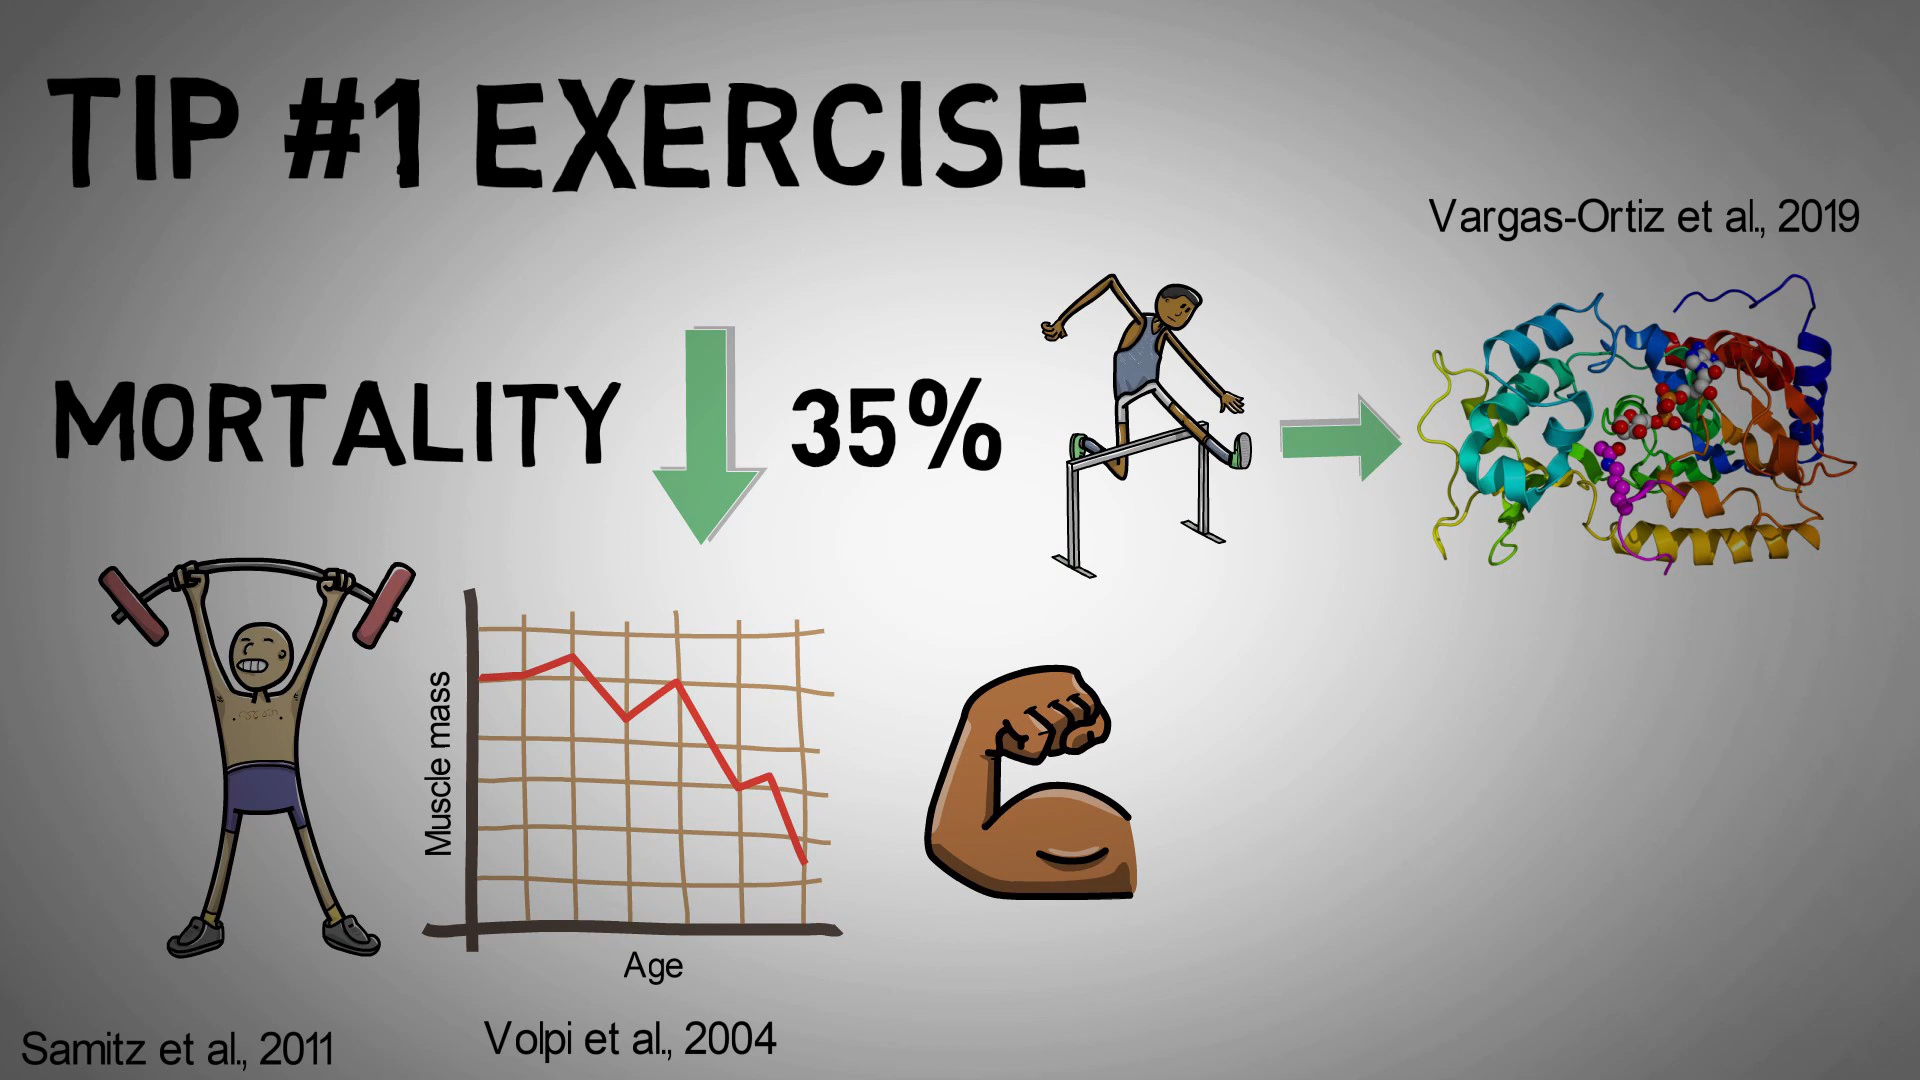 TIP #1 EXERCISE
Vargas-Ortiz et al., 2019
MORTALITY 35%
Muscle mass
Age
Samitz et al., 2011
Volpi et al., 2004